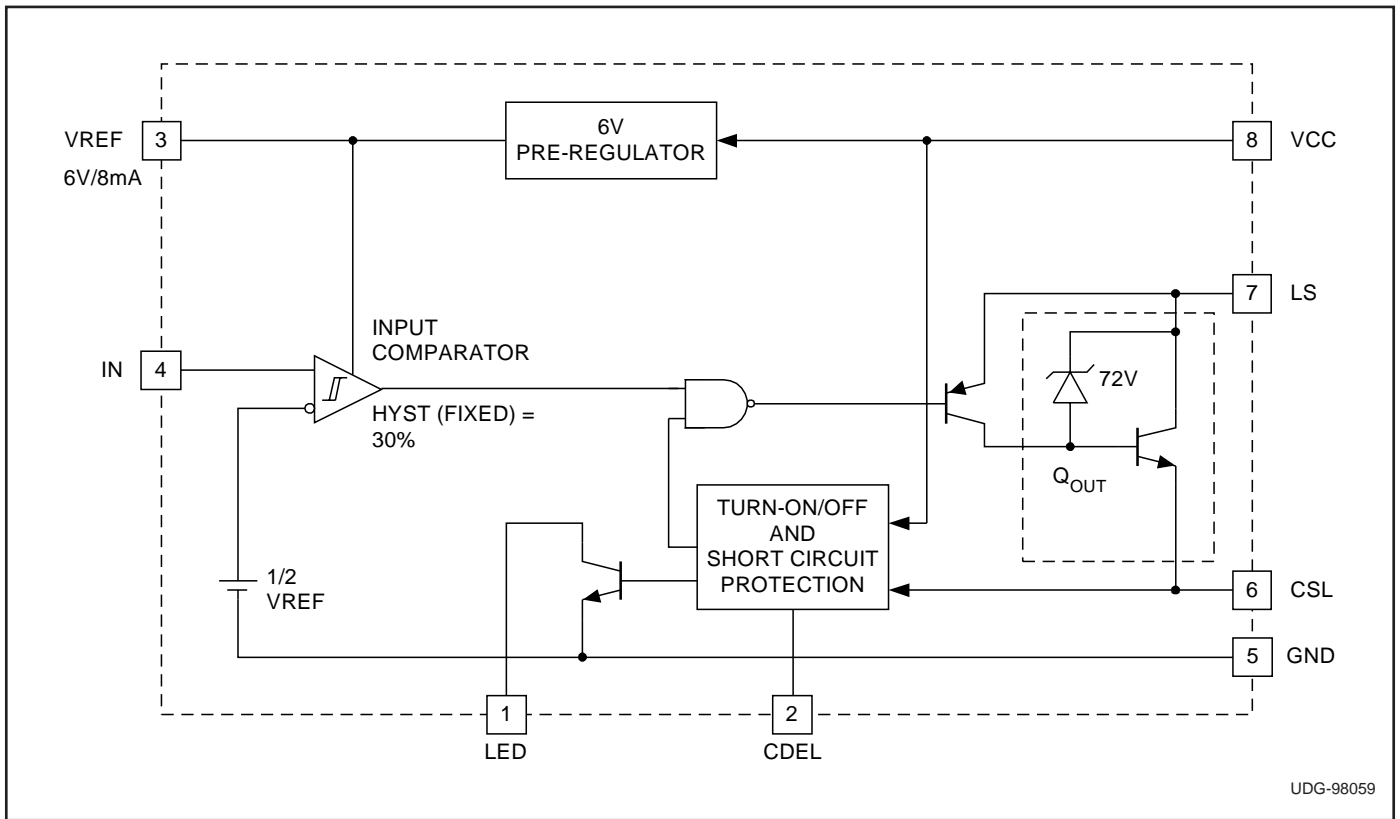 6V
PRE-REGULATOR
VREF
3
6V/8mA
8
VCC
7
LS
INPUT
COMPARATOR
IN
4
72V
HYST (FIXED) =
30%
QOUT
TURN-ON/OFF
AND
SHORT CIRCUIT
PROTECTION
1/2
VREF
6
CSL
5
GND
1
LED
2
CDEL
UDG-98059